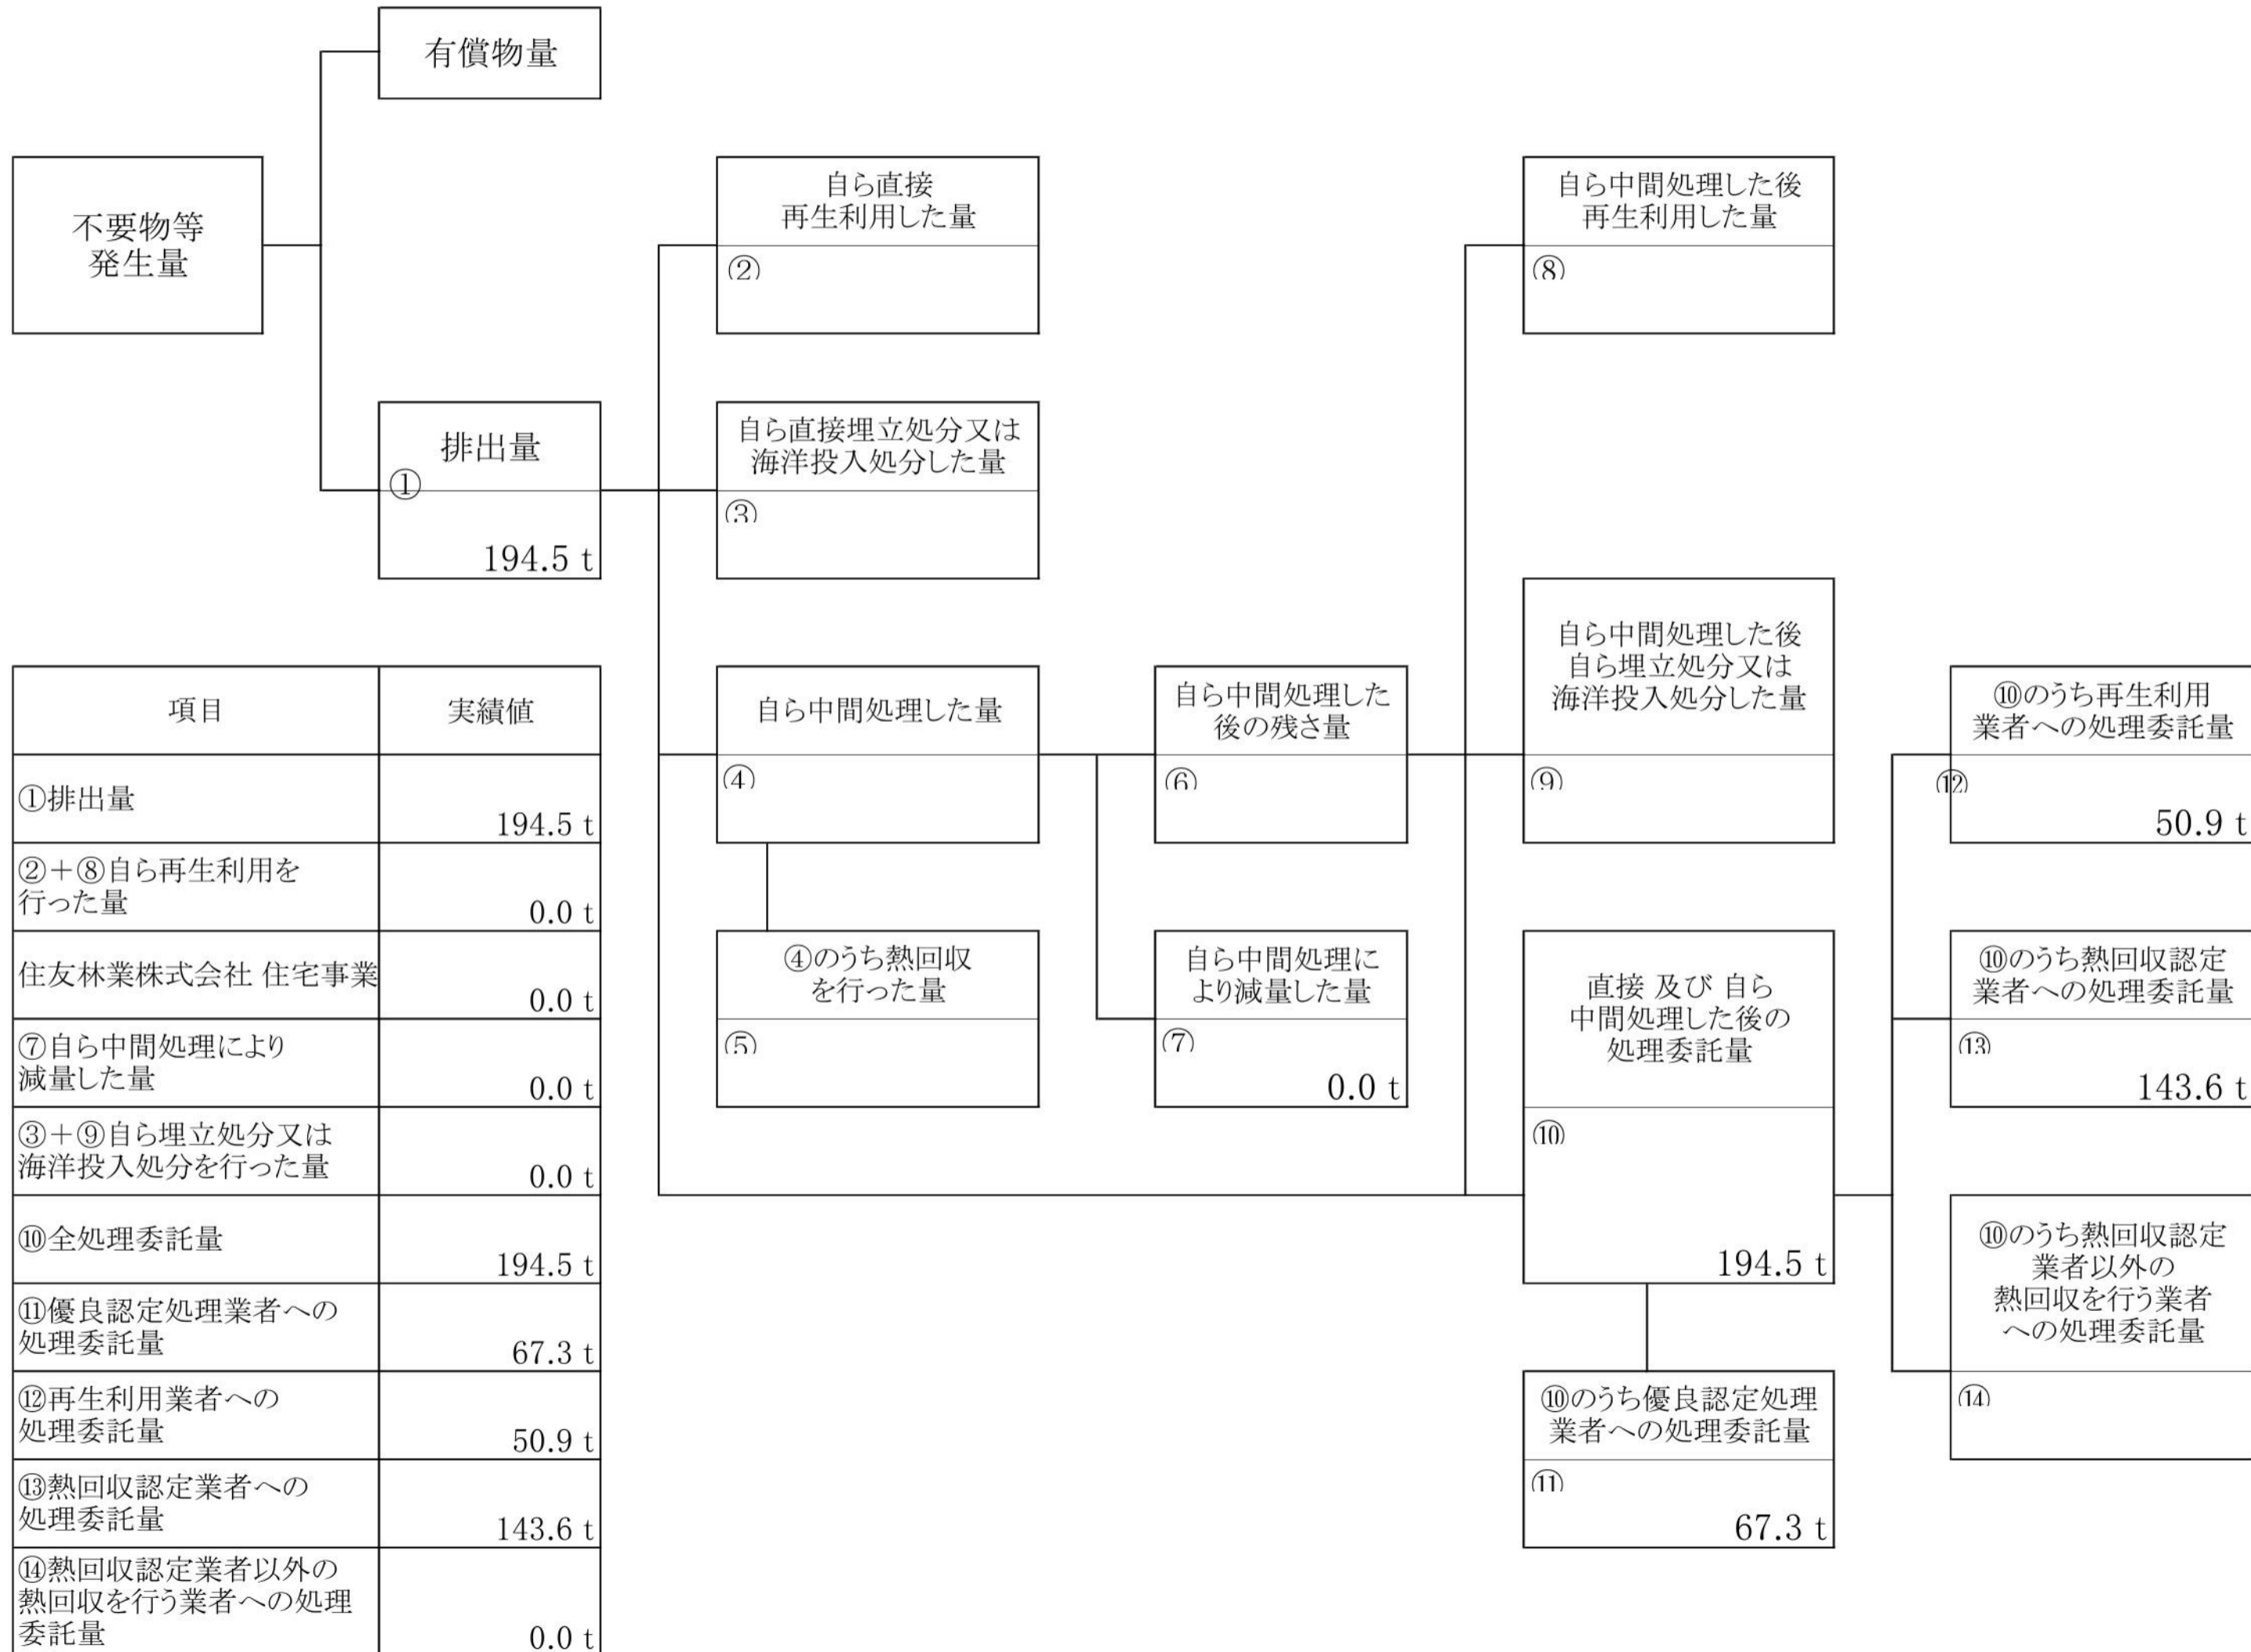 有償物量
不要物等
発生量
自ら直接
再生利用した量
②
自ら中間処理した後
再生利用した量
⑧
排出量
①
194.5 t
自ら直接埋立処分又は
海洋投入処分した量
③
項目 実績値
①排出量
194.5 t
②+⑧自ら再生利用を
行った量
0.0 t
住友林業株式会社 住宅事業
0.0 t
⑦自ら中間処理により
減量した量
0.0 t
③+⑨自ら埋立処分又は
海洋投入処分を行った量
0.0 t
⑩全処理委託量
194.5 t
⑪優良認定処理業者への
処理委託量
67.3 t
⑫再生利用業者への
処理委託量
50.9 t
⑬熱回収認定業者への
処理委託量
143.6 t
⑭熱回収認定業者以外の
熱回収を行う業者への処理
委託量
0.0 t
自ら中間処理した量
④
④のうち熱回収
を行った量
⑤
自ら中間処理した
後の残さ量
⑥
自ら中間処理に
より減量した量
⑦
0.0 t
自ら中間処理した後
自ら埋立処分又は
海洋投入処分した量
⑨
直接 及び 自ら
中間処理した後の
処理委託量
⑩
194.5 t
⑩のうち優良認定処理
業者への処理委託量
⑪
67.3 t
⑩のうち再生利用
業者への処理委託量
⑫
50.9 t
⑩のうち熱回収認定
業者への処理委託量
⑬
143.6 t
⑩のうち熱回収認定
業者以外の
熱回収を行う業者
への処理委託量
⑭